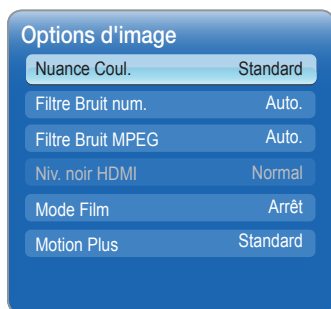 Options d'image
Nuance Coul. Standard
Filtre Bruit num. Auto.
Filtre Bruit MPEG Auto.
Niv. noir HDMI Normal
Mode Film Arrêt
Motion Plus Standard